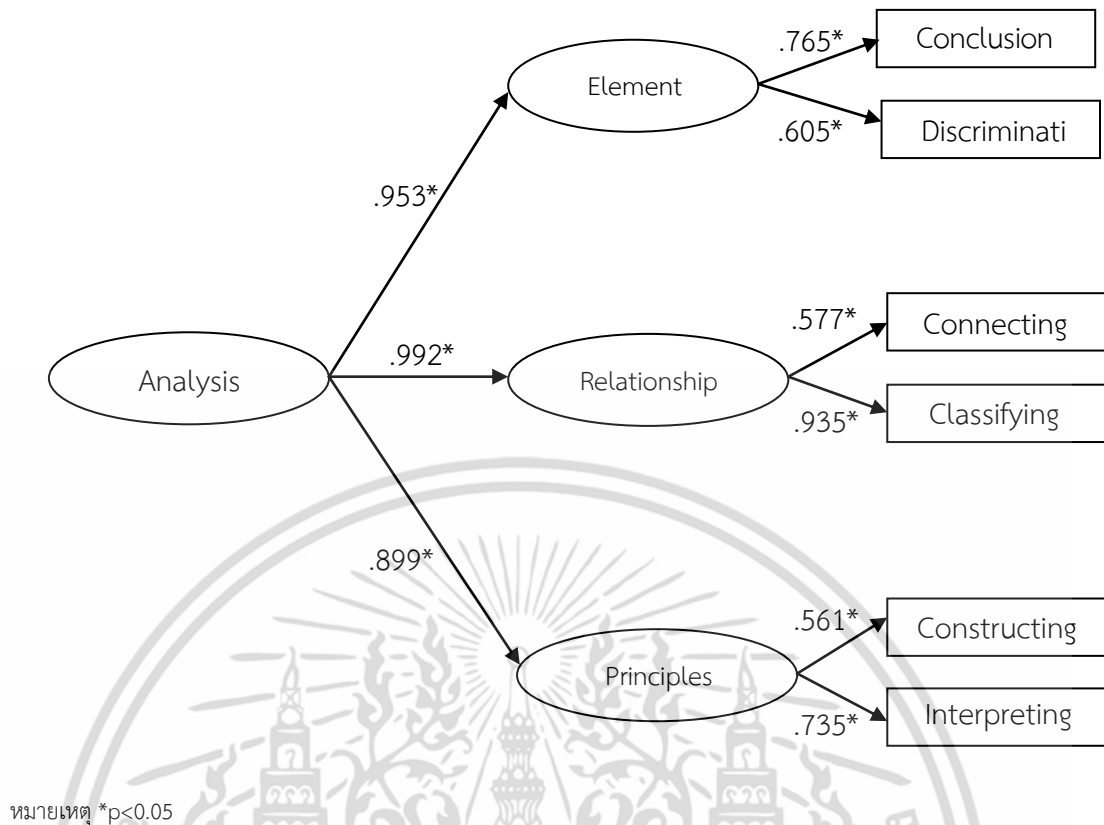 .765*
Conclusion
Element
.605*
Discriminati
.953*
.577*
Connecting
Analysis
.992*
Relationship
.935*
Classifying
.899*
.561*
Constructing
Principles
.735*
Interpreting
หมายเหตุ *p<0.05